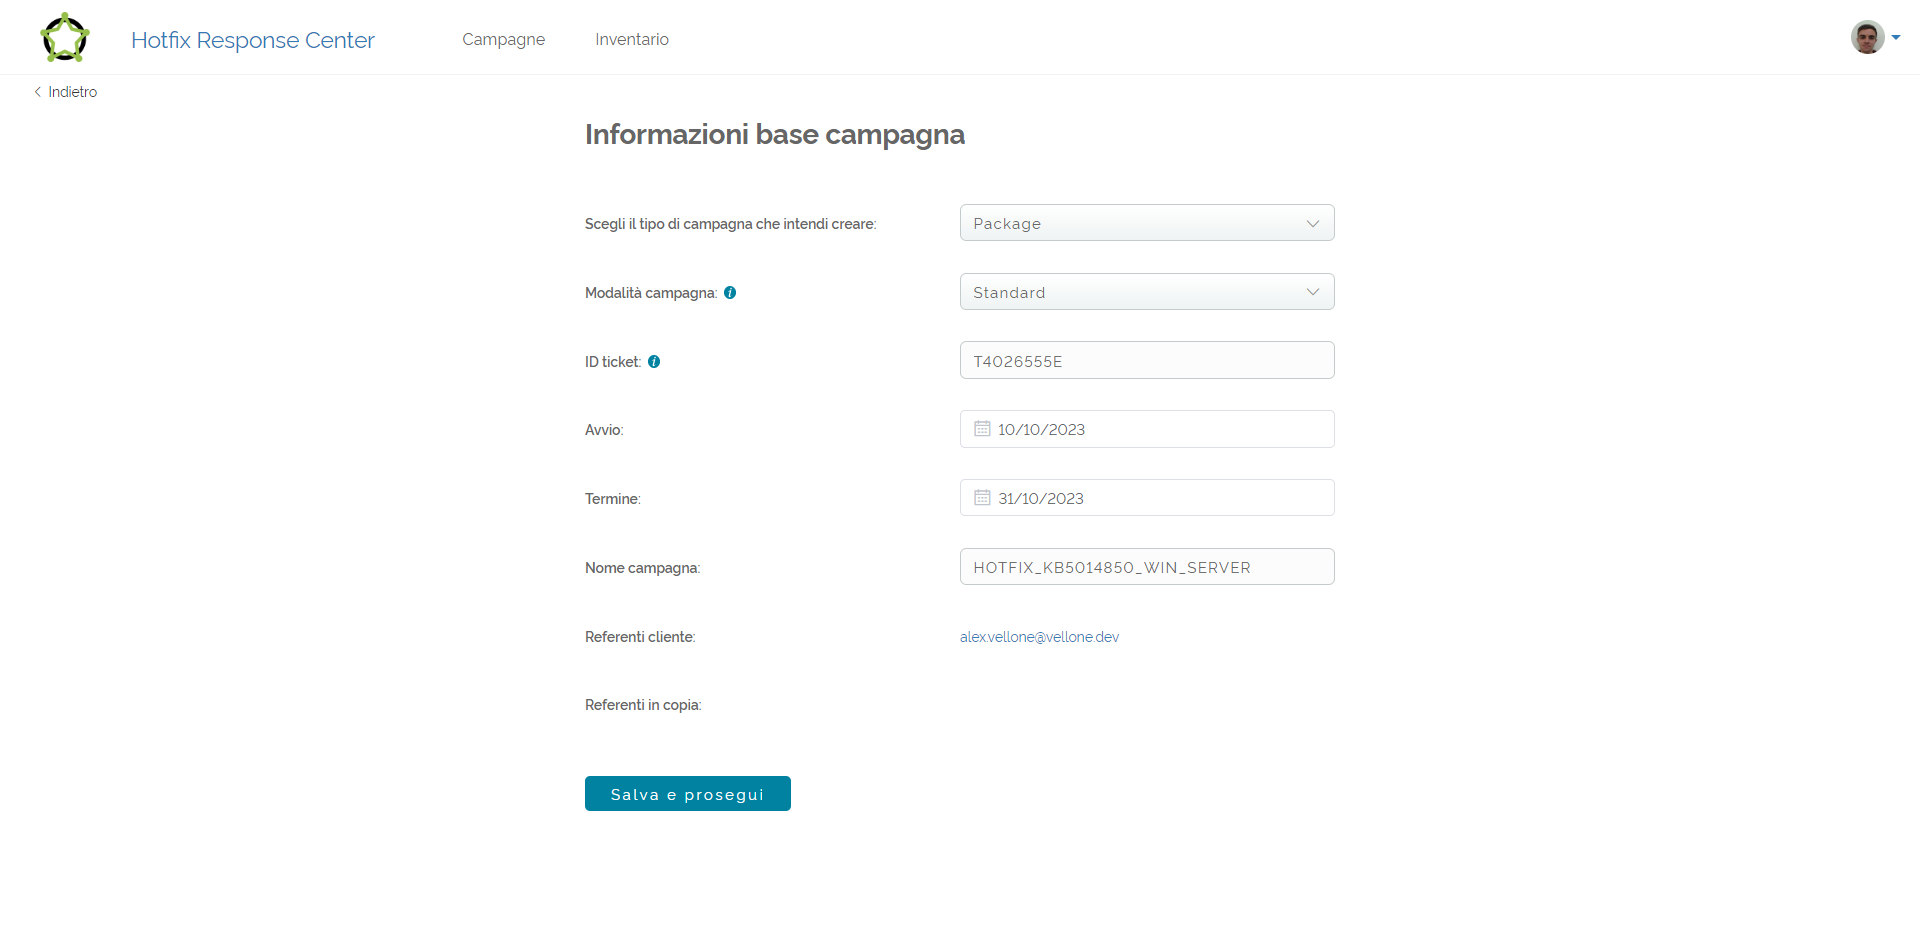 Hotfix Response Center
Campagne
Inventario
Indietro
Informazioni base campagna
Scegli il tipo di campagna che intendi creare:
Package
Modalità campagna:
Standard
ID ticket:
T4026555E
Avvio:
10/10/2023
Termine:
31/10/2023
Nome campagna:
HOTFIX_KB5014850_WIN_SERVER
Referenti cliente:
alex.vellone@vellone.dev
Referenti in copia:
Salva e prosegui